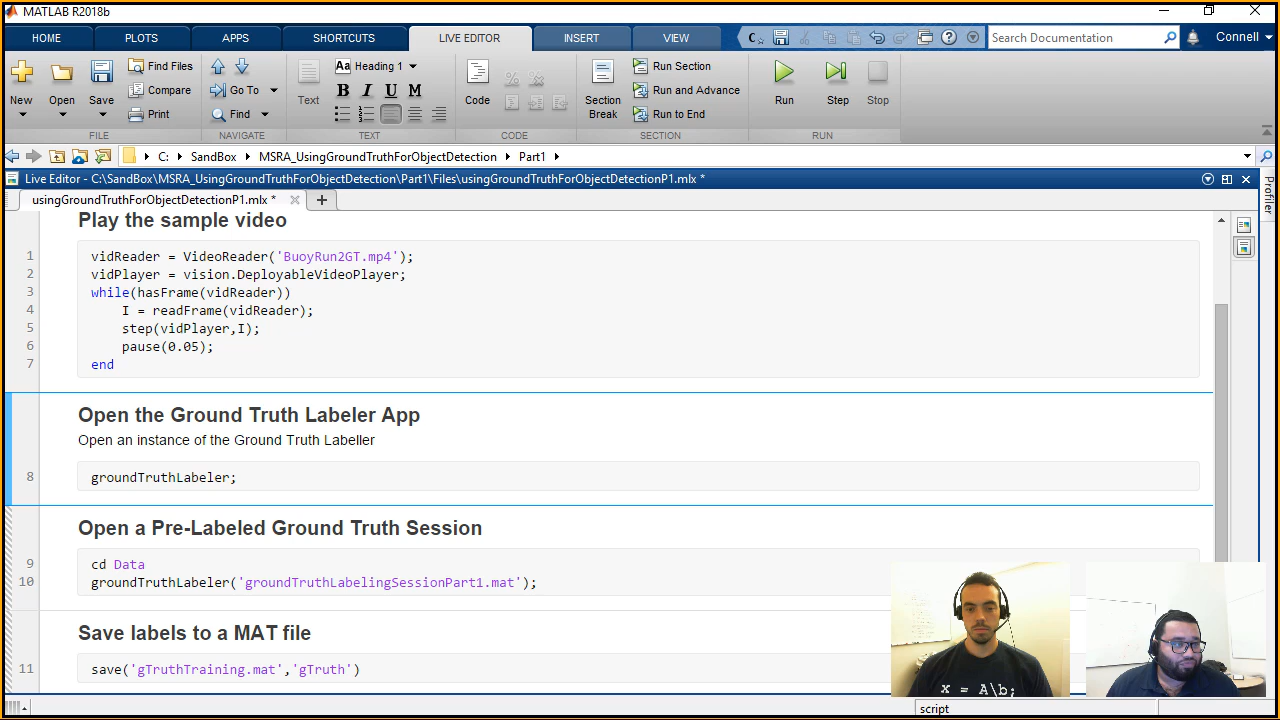 MATLAB R2018b
HOME PLOTS APPS SHORTCUTS LIVE EDITOR INSERT VIEW Search Documentation Connell
New Open Save Find Files Compare Print Go To Find Text Heading 1 B I U M Code Section Break Run Section Run and Advance Run to End Run Step Stop
FILE NAVIGATE TEXT CODE SECTION RUN
C: SandBox MSRA_UsingGroundTruthForObjectDetection Part1
Live Editor - C:\SandBox\MSRA_UsingGroundTruthForObjectDetection\Part1\Files\usingGroundTruthForObjectDetectionP1.mlx *
Profiler
usingGroundTruthForObjectDetectionP1.mlx *
Play the sample video
1 vidReader = VideoReader('BuoyRun2GT.mp4');
2 vidPlayer = vision.DeployableVideoPlayer;
3 while(hasFrame(vidReader))
4 I = readFrame(vidReader);
5 step(vidPlayer,I);
6 pause(0.05);
7 end
Open the Ground Truth Labeler App
Open an instance of the Ground Truth Labeller
8 groundTruthLabeler;
Open a Pre-Labeled Ground Truth Session
9 cd Data
10 groundTruthLabeler('groundTruthLabelingSessionPart1.mat');
Save labels to a MAT file
11 save('gTruthTraining.mat','gTruth')
x = A\b;
script